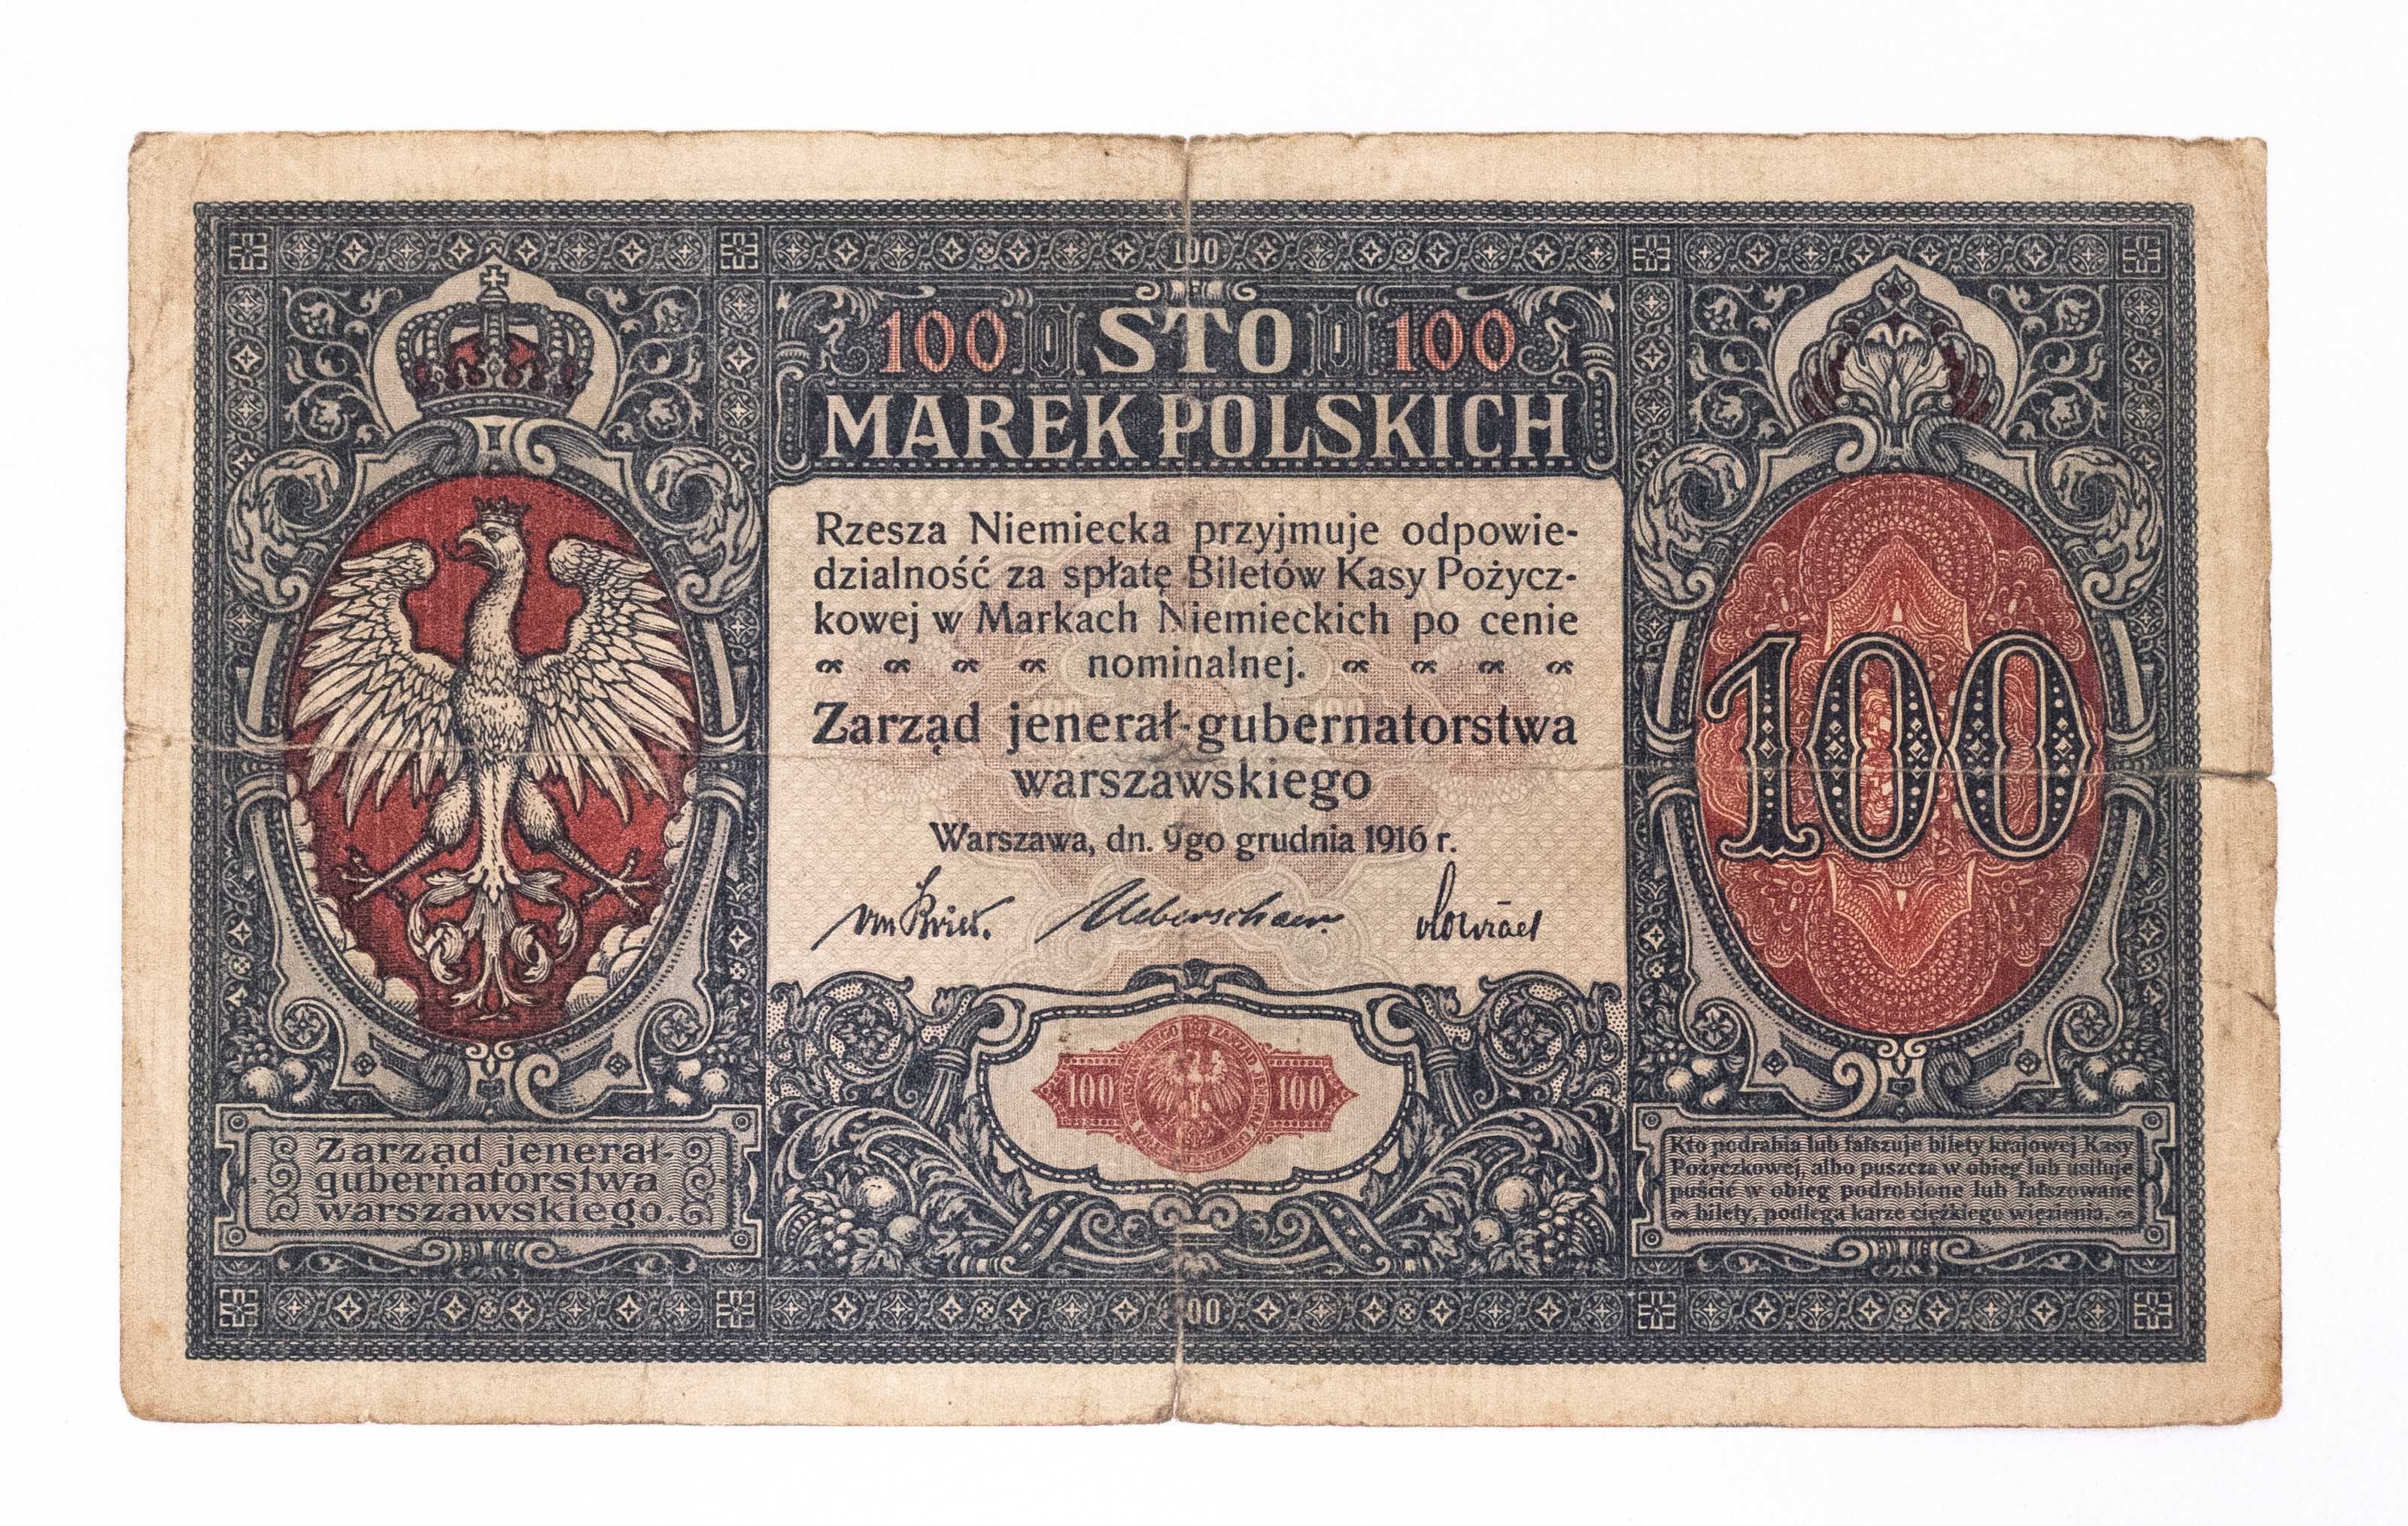 100
100 STO 100
MAREK POLSKICH
Rzesza Niemiecka przyjmuje odpowie-
dzialność za spłatę Biletów Kasy Pożycz-
kowej w Markach Niemieckich po cenie
nominalnej.
Zarząd jenerał-gubernatorstwa
warszawskiego
Warszawa, dn. 9go grudnia 1916 r.
von Kries.
100
100 100
Zarząd jenerał-
gubernatorstwa
warszawskiego.
Kto podrabia lub fałszuje bilety krajowej Kasy
Pożyczkowej, albo puszcza w obieg lub usiłuje
puścić w obieg podrobione lub fałszowane
bilety, podlega karze ciężkiego więzienia.
100